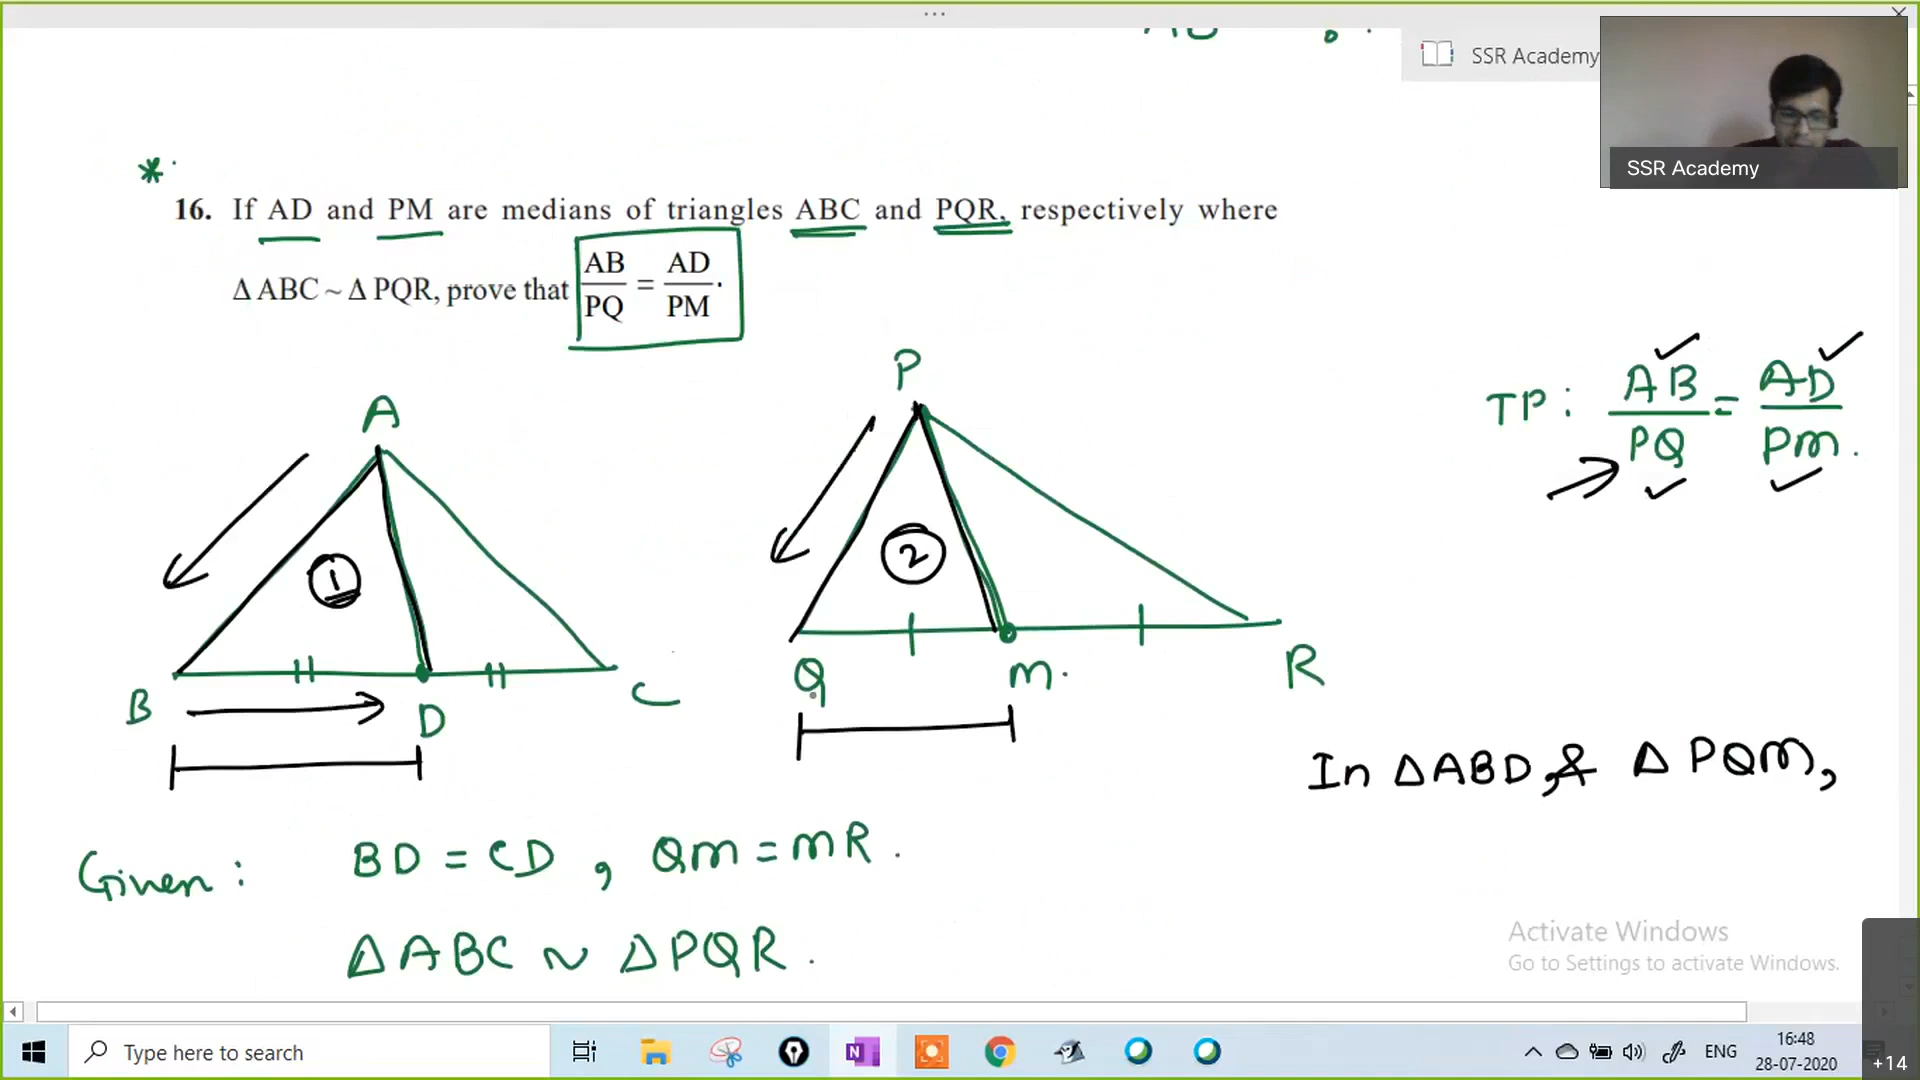 SSR Academy
SSR Academy
*
16. If AD and PM are medians of triangles ABC and PQR, respectively where
Δ ABC ~ Δ PQR, prove that AB/PQ = AD/PM.
TP : AB/PQ = AD/PM.
A
P
1
2
B
D
C
Q
M
R
In ΔABD, & Δ PQM,
Given : BD = CD , QM = MR .
Δ ABC ~ Δ PQR .
Activate Windows
Go to Settings to activate Windows.
Type here to search
N
ENG
16:48
28-07-2020
+14